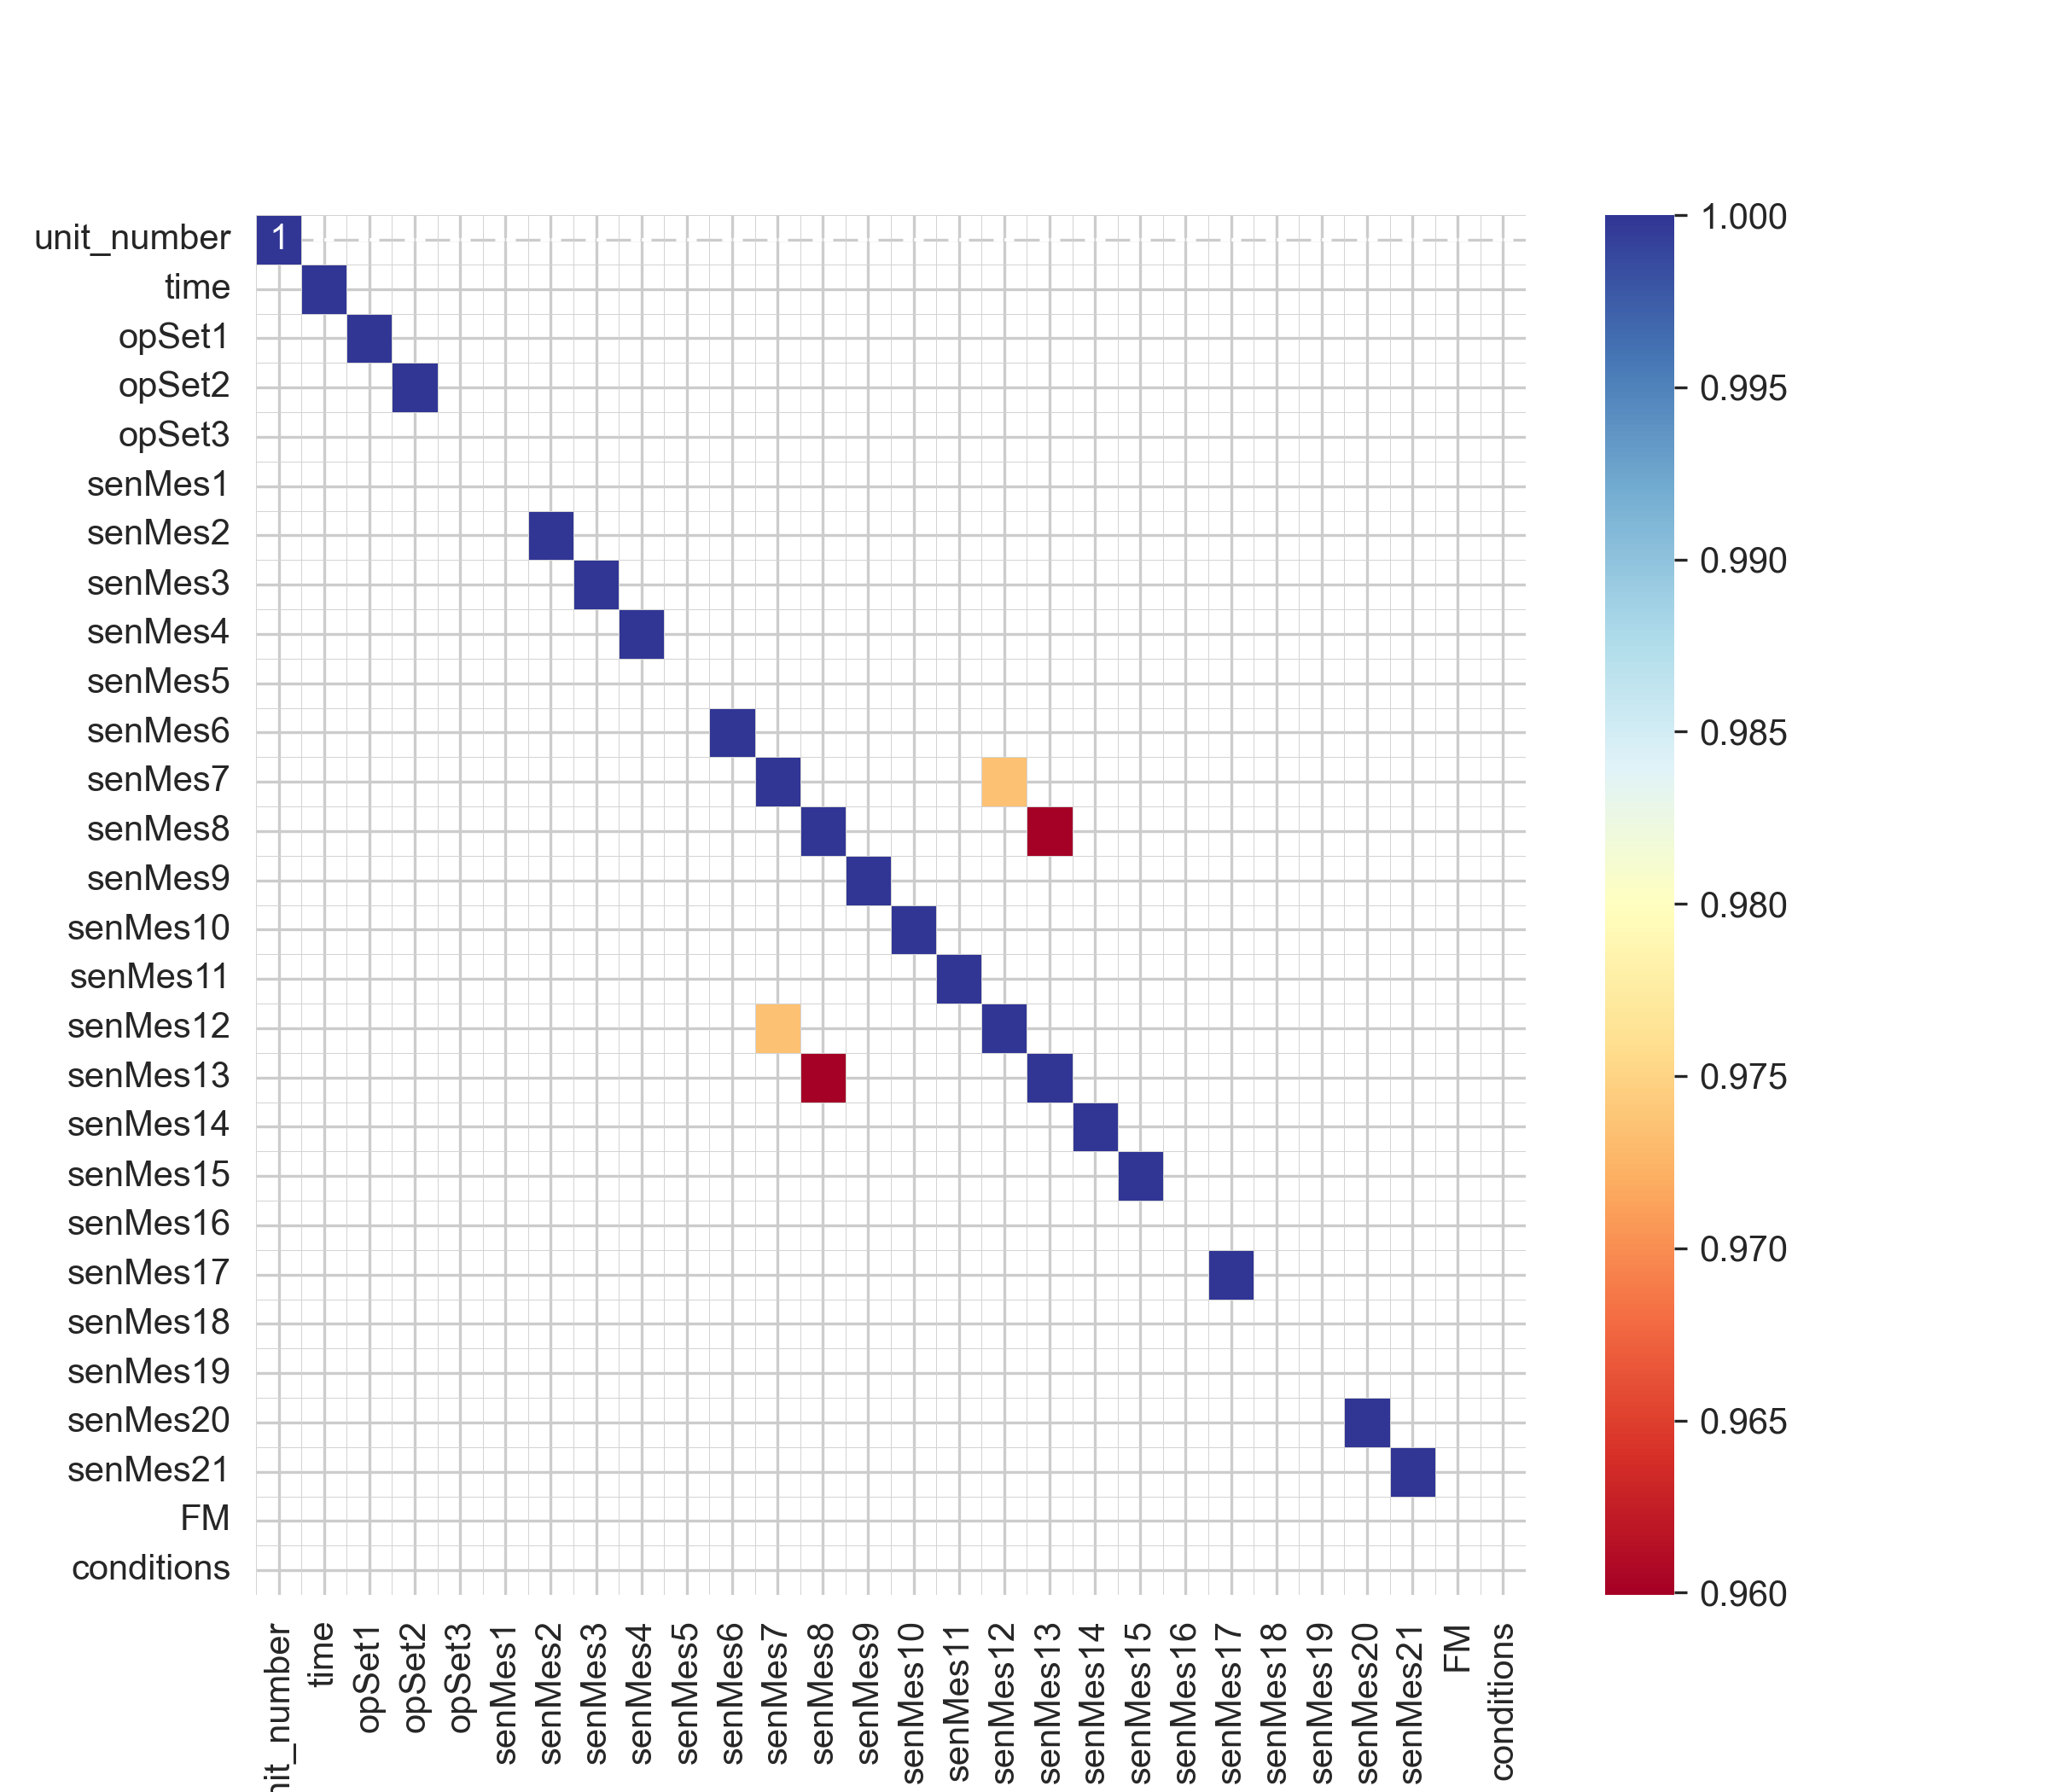 unit_number
time
opSet1
opSet2
opSet3
senMes1
senMes2
senMes3
senMes4
senMes5
senMes6
senMes7
senMes8
senMes9
senMes10
senMes11
senMes12
senMes13
senMes14
senMes15
senMes16
senMes17
senMes18
senMes19
senMes20
senMes21
FM
conditions
1
nit_number
time
opSet1
opSet2
opSet3
senMes1
senMes2
senMes3
senMes4
senMes5
senMes6
senMes7
senMes8
senMes9
senMes10
senMes11
senMes12
senMes13
senMes14
senMes15
senMes16
senMes17
senMes18
senMes19
senMes20
senMes21
FM
conditions
1.000
0.995
0.990
0.985
0.980
0.975
0.970
0.965
0.960